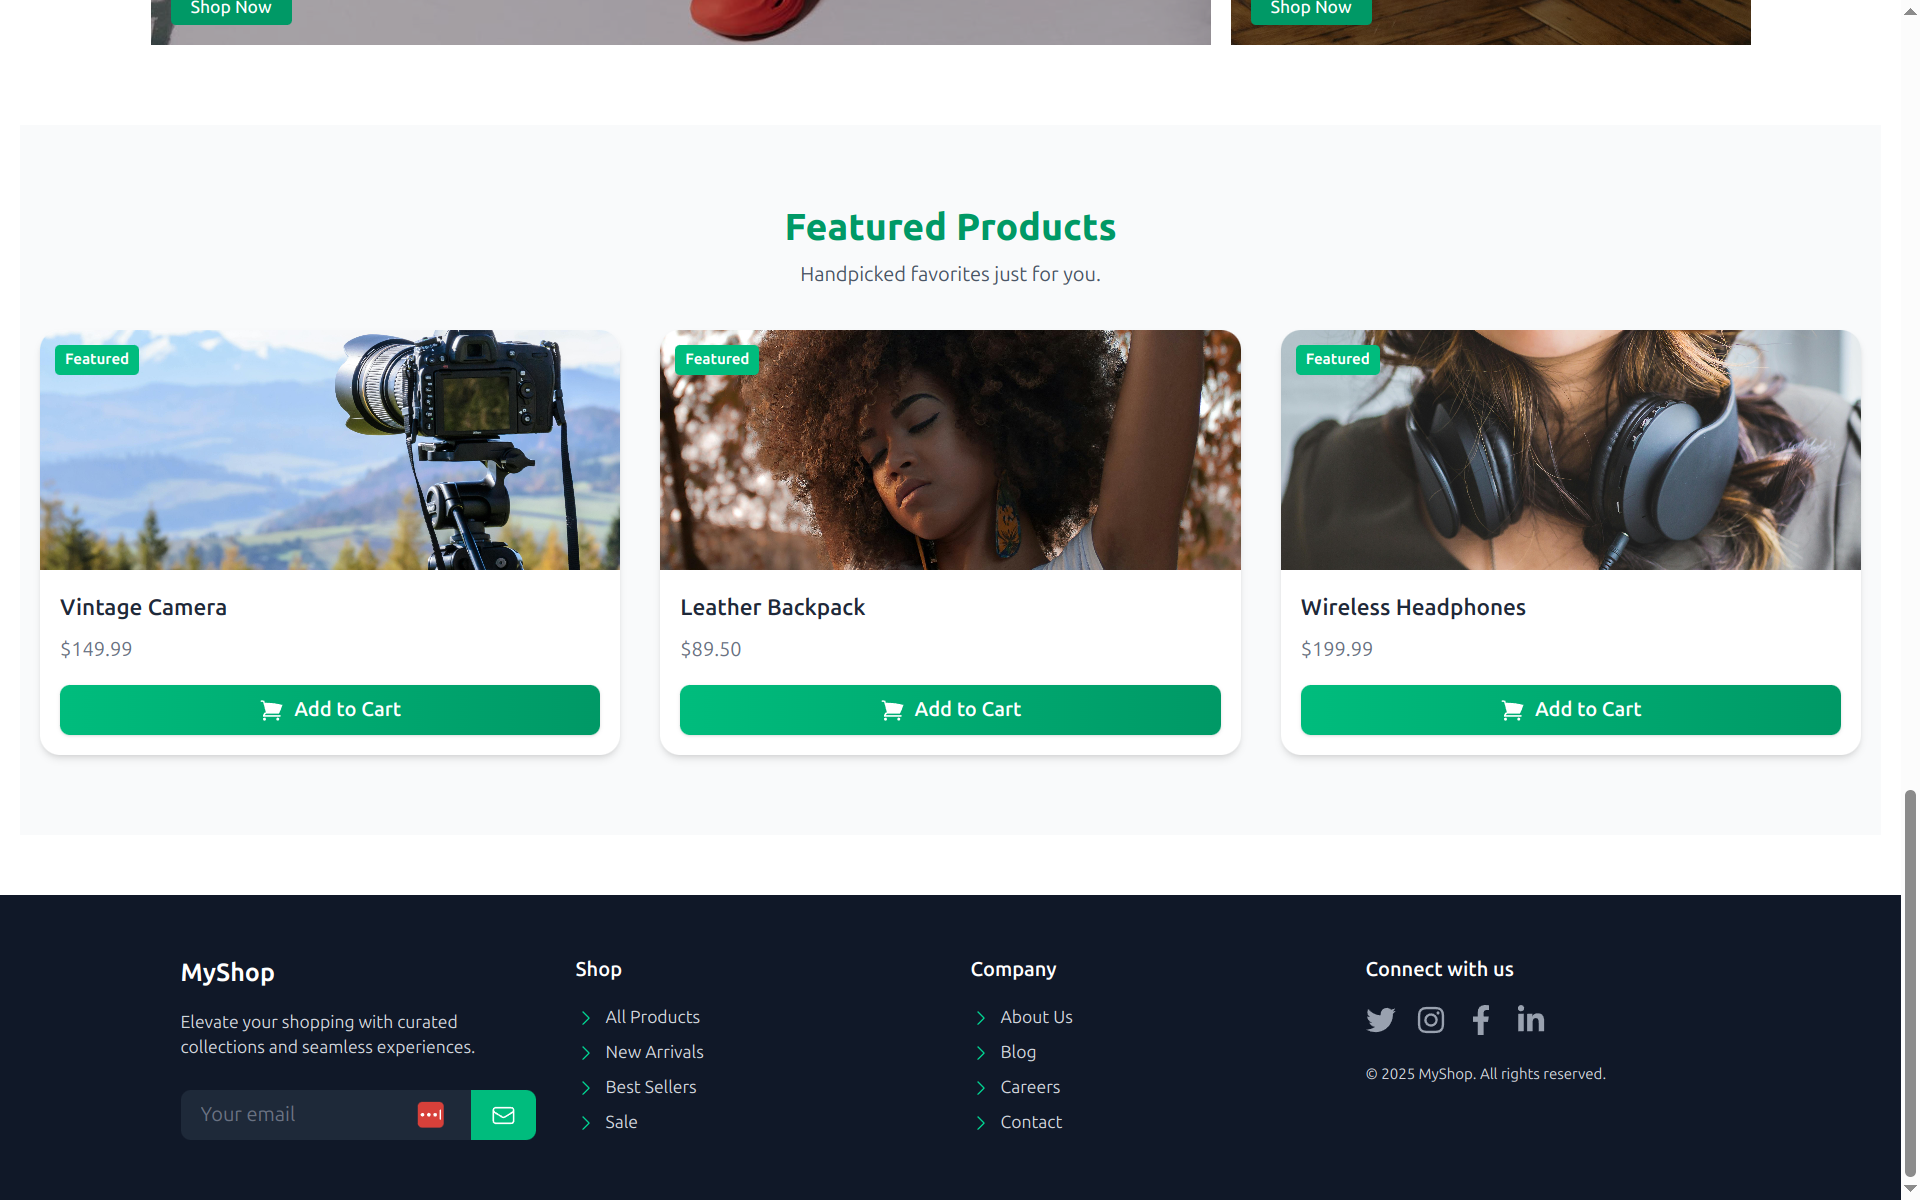 Shop Now
Shop Now
Featured Products
Handpicked favorites just for you.
Featured
Featured
Featured
Vintage Camera
$149.99
Add to Cart
Leather Backpack
$89.50
Add to Cart
Wireless Headphones
$199.99
Add to Cart
MyShop
Elevate your shopping with curated
collections and seamless experiences.
Your email
Shop
All Products
New Arrivals
Best Sellers
Sale
Company
About Us
Blog
Careers
Contact
Connect with us
© 2025 MyShop. All rights reserved.